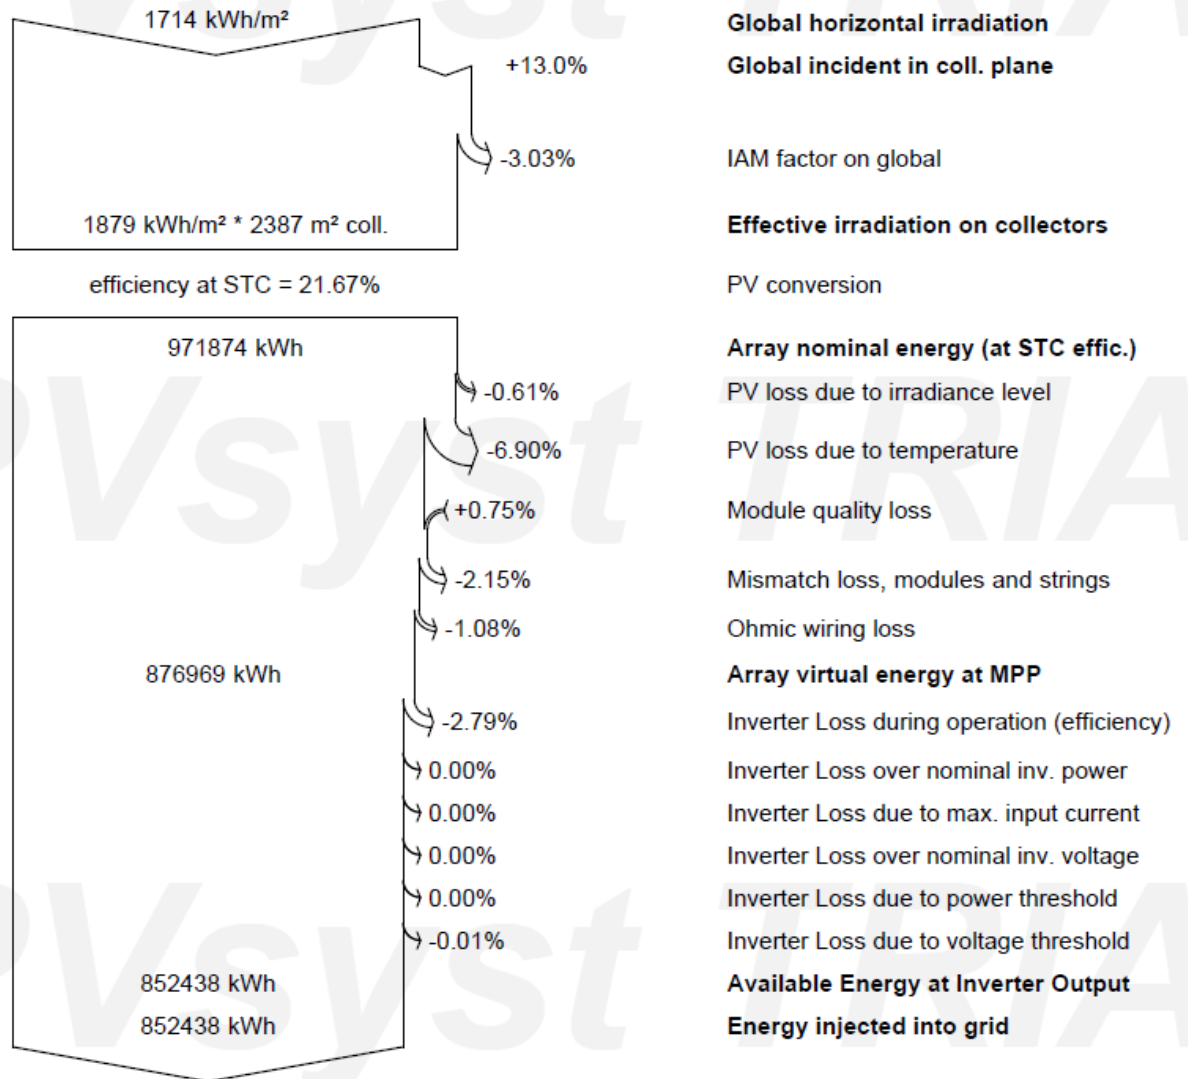 1714 kWh/m² Global horizontal irradiation
+13.0% Global incident in coll. plane
-3.03% IAM factor on global
1879 kWh/m² * 2387 m² coll. Effective irradiation on collectors
efficiency at STC = 21.67% PV conversion
971874 kWh Array nominal energy (at STC effic.)
-0.61% PV loss due to irradiance level
-6.90% PV loss due to temperature
+0.75% Module quality loss
-2.15% Mismatch loss, modules and strings
-1.08% Ohmic wiring loss
876969 kWh Array virtual energy at MPP
-2.79% Inverter Loss during operation (efficiency)
0.00% Inverter Loss over nominal inv. power
0.00% Inverter Loss due to max. input current
0.00% Inverter Loss over nominal inv. voltage
0.00% Inverter Loss due to power threshold
-0.01% Inverter Loss due to voltage threshold
852438 kWh Available Energy at Inverter Output
852438 kWh Energy injected into grid
PVsyst TRIA
PVsyst TRIA
PVsyst TRIA